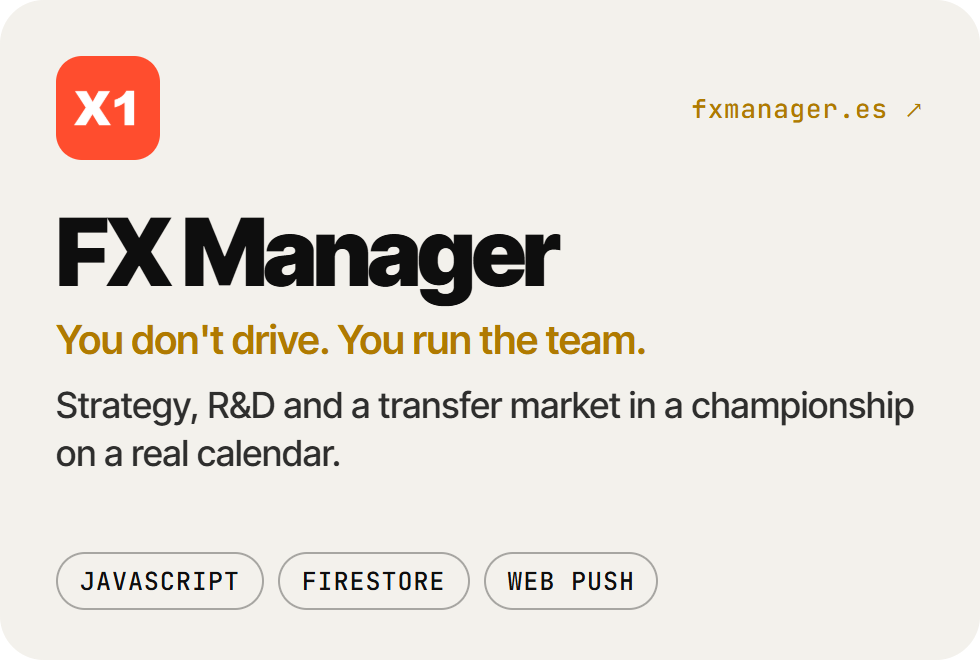 X1
fxmanager.es ↗
FX Manager
You don't drive. You run the team.
Strategy, R&D and a transfer market in a championship
on a real calendar.
JAVASCRIPT
FIRESTORE
WEB PUSH